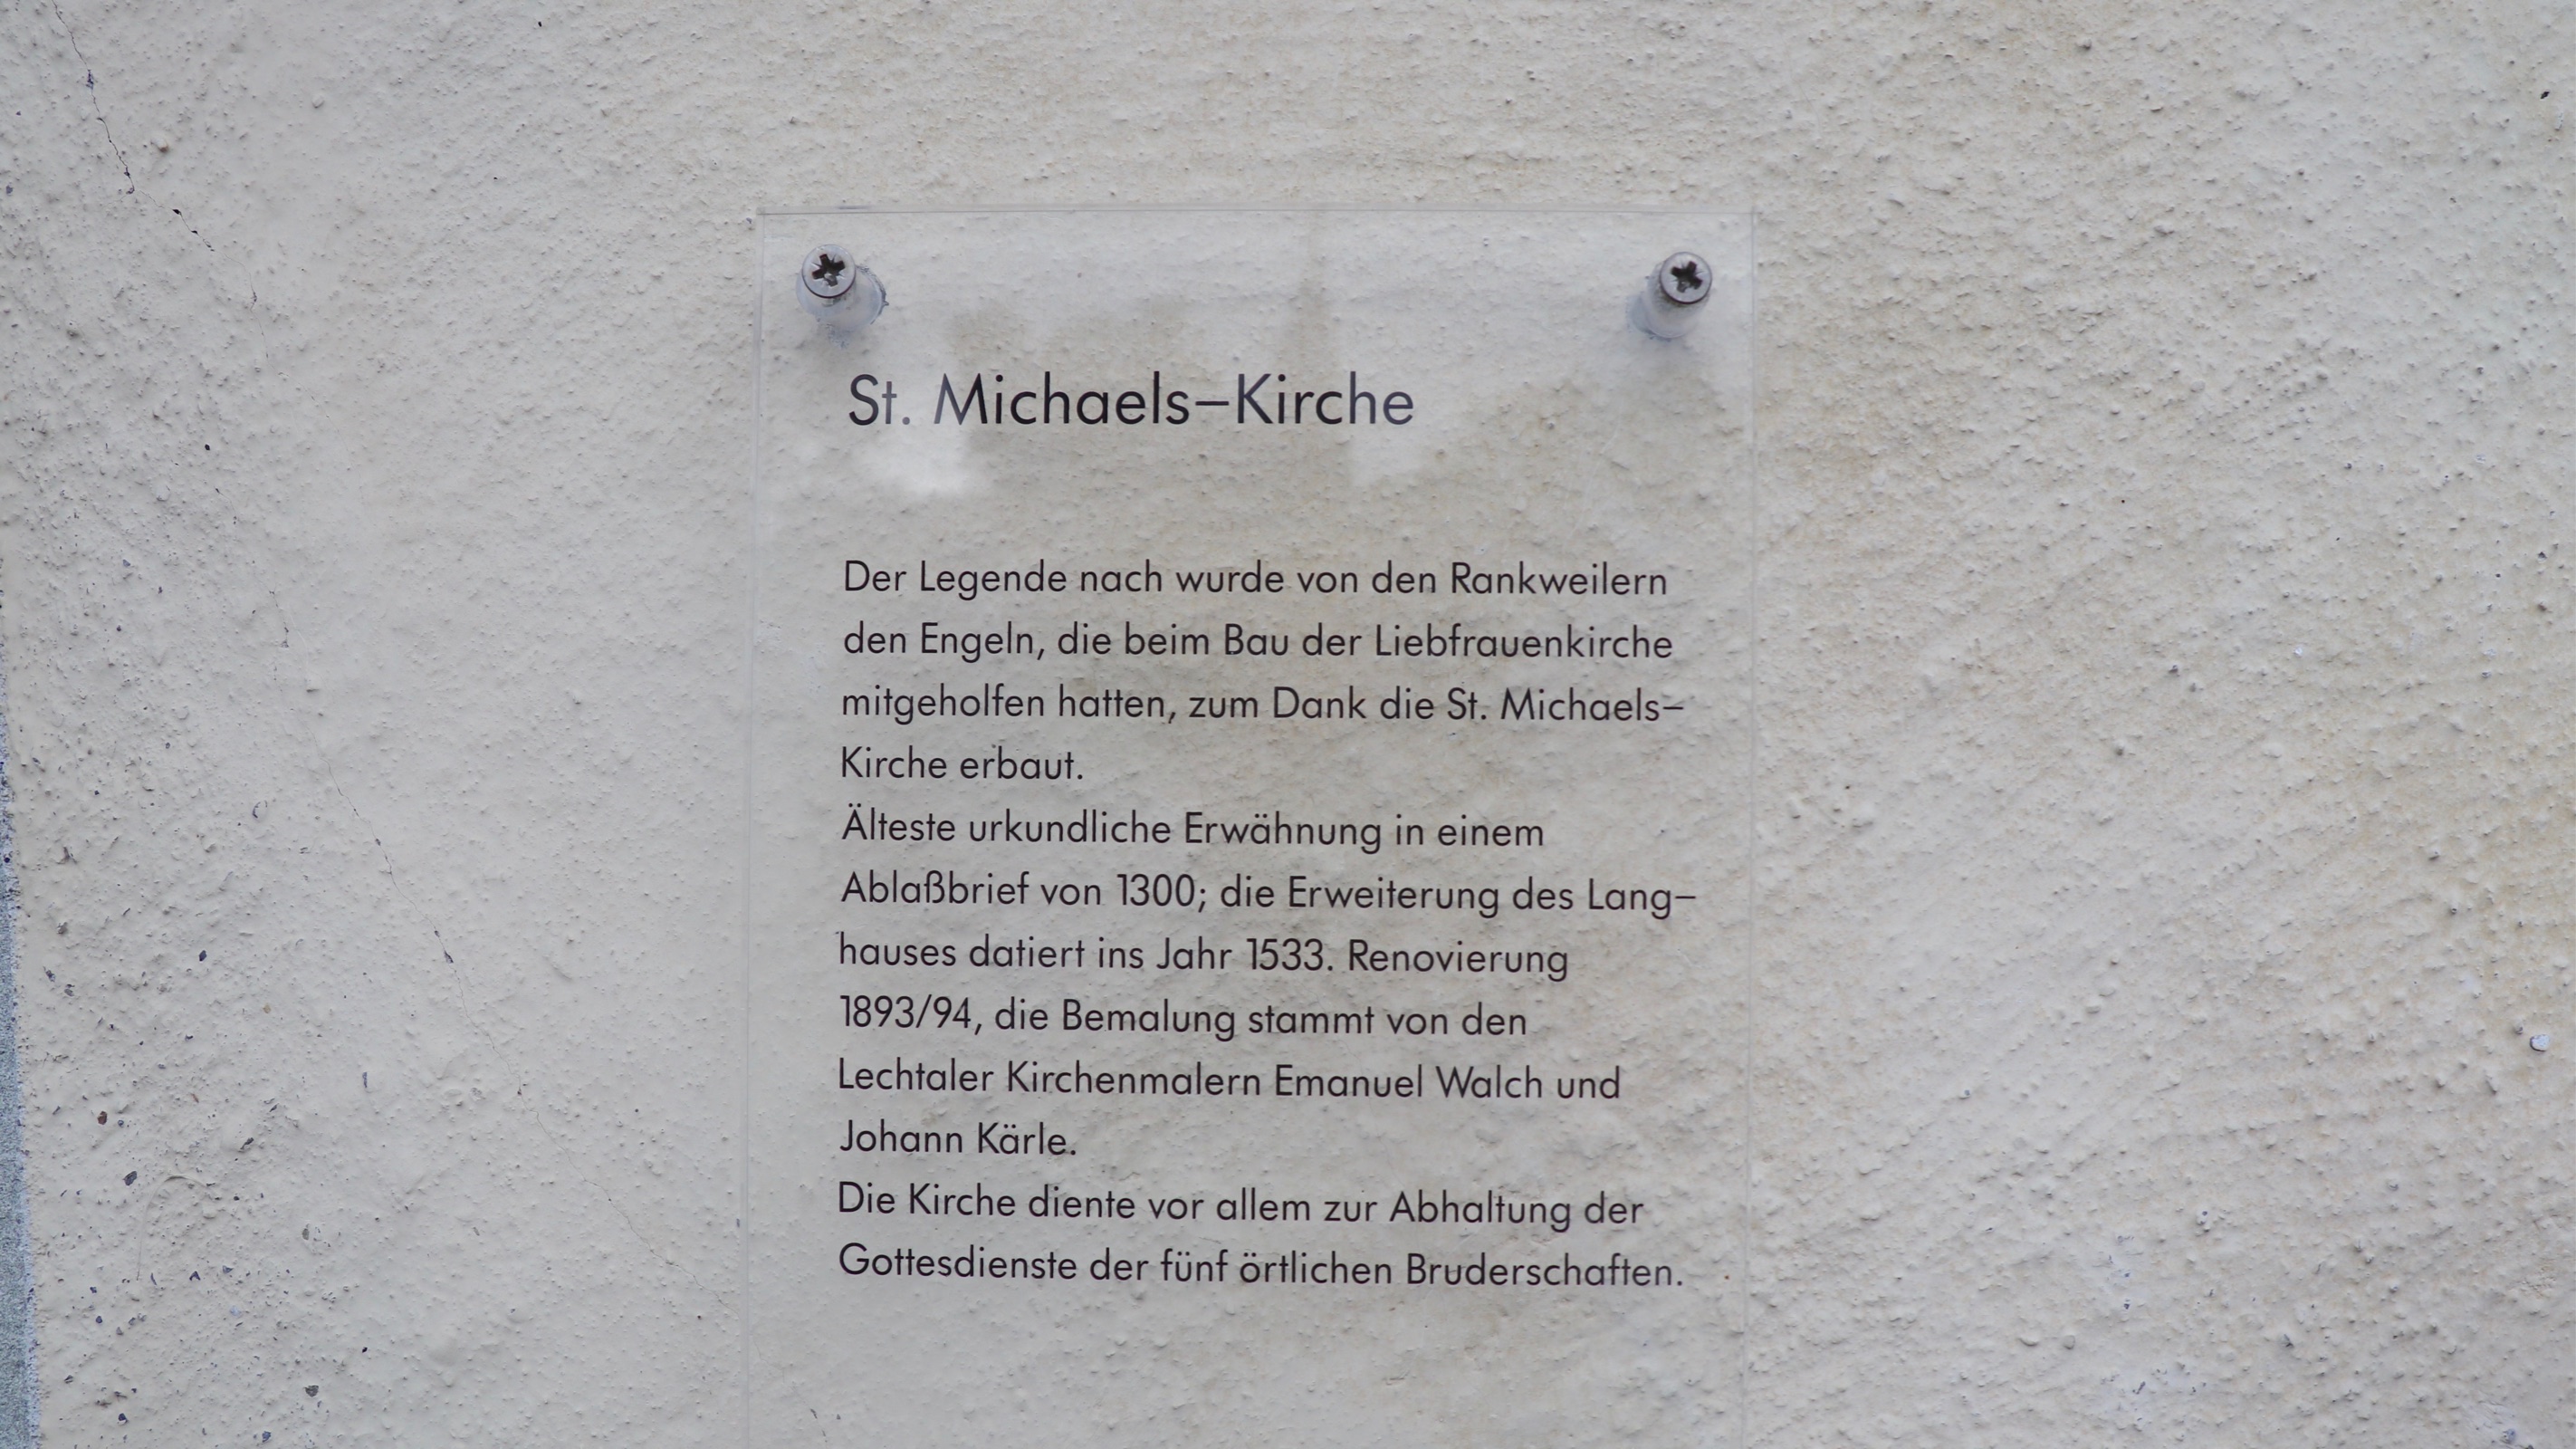 St. Michaels–Kirche
Der Legende nach wurde von den Rankweilern
den Engeln, die beim Bau der Liebfrauenkirche
mitgeholfen hatten, zum Dank die St. Michaels–
Kirche erbaut.
Älteste urkundliche Erwähnung in einem
Ablaßbrief von 1300; die Erweiterung des Lang–
hauses datiert ins Jahr 1533. Renovierung
1893/94, die Bemalung stammt von den
Lechtaler Kirchenmalern Emanuel Walch und
Johann Kärle.
Die Kirche diente vor allem zur Abhaltung der
Gottesdienste der fünf örtlichen Bruderschaften.